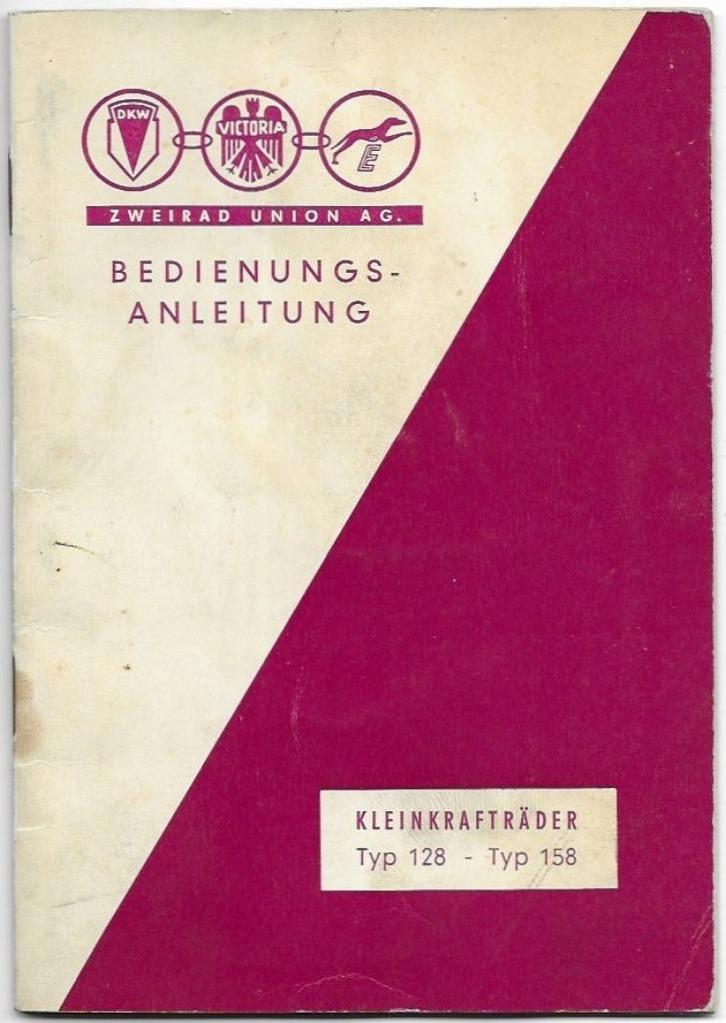 DKW
VICTORIA
E
ZWEIRAD UNION AG.
BEDIENUNGS-
ANLEITUNG
KLEINKRAFTRÄDER
Typ 128 - Typ 158